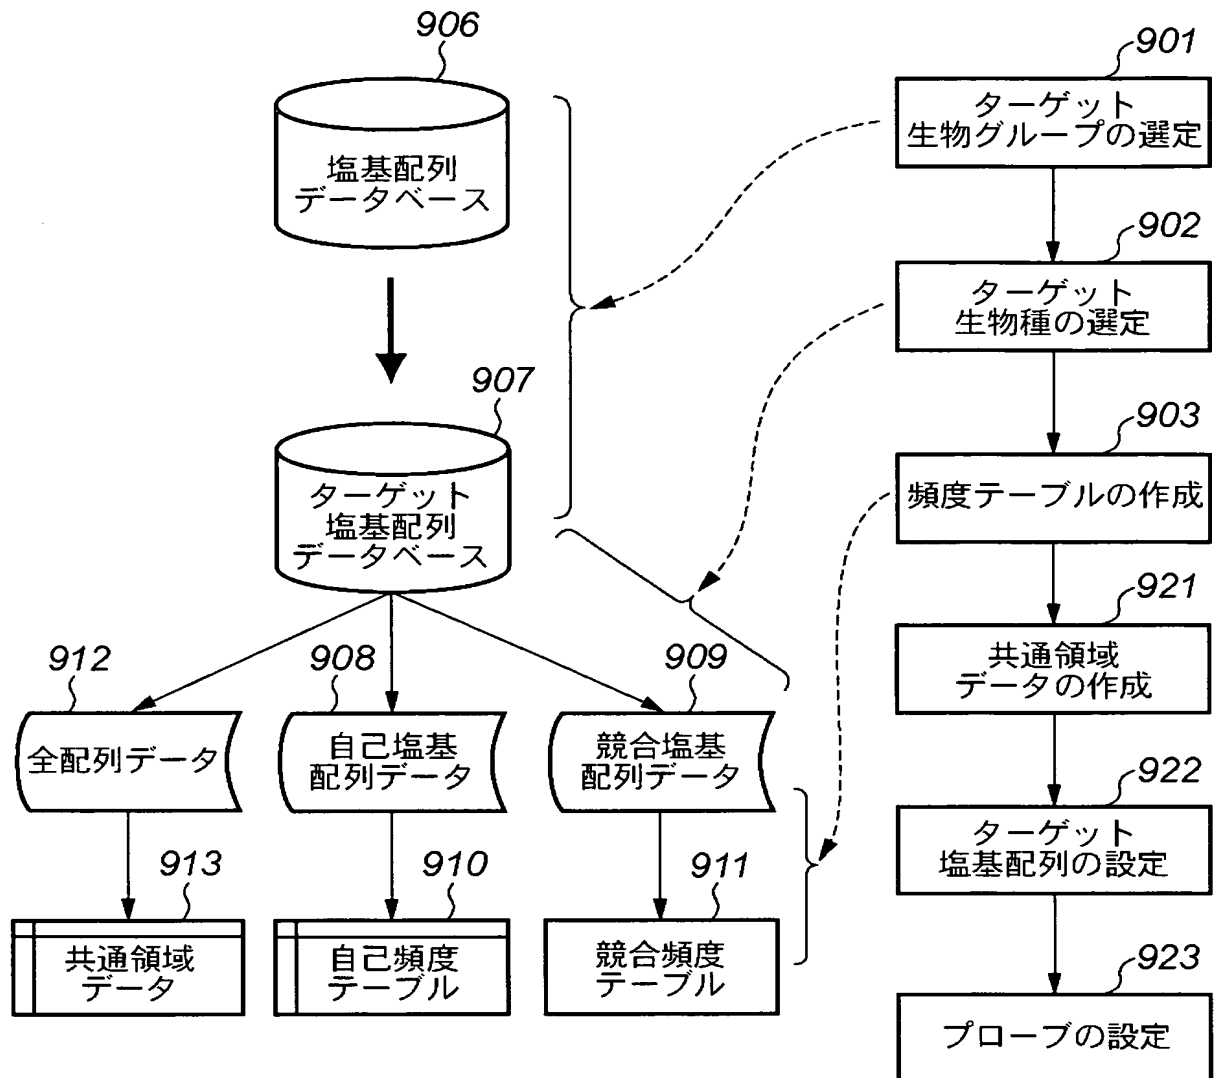 906
塩基配列
データベース
907
ターゲット
塩基配列
データベース
912
全配列データ
908
自己塩基
配列データ
909
競合塩基
配列データ
913
共通領域
データ
910
自己頻度
テーブル
911
競合頻度
テーブル
901
ターゲット
生物グループの選定
902
ターゲット
生物種の選定
903
頻度テーブルの作成
921
共通領域
データの作成
922
ターゲット
塩基配列の設定
923
プローブの設定